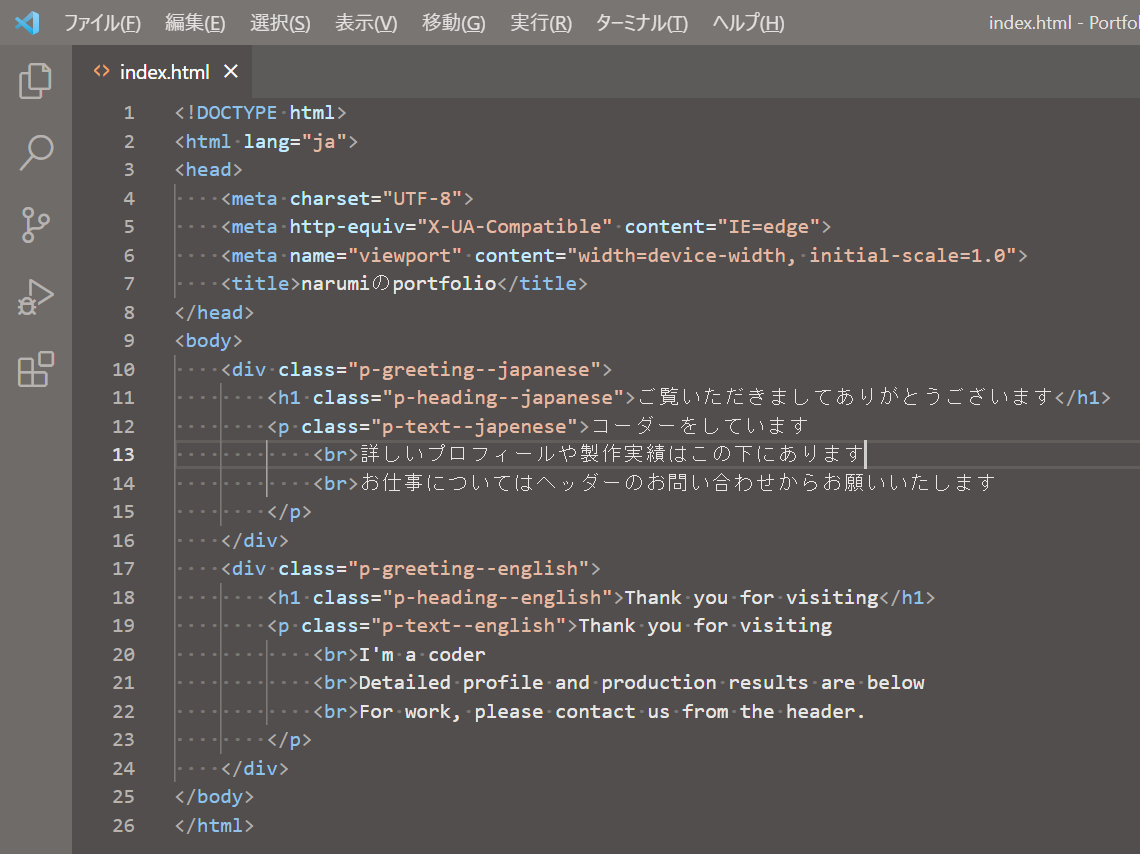 ファイル(F) 編集(E) 選択(S) 表示(V) 移動(G) 実行(R) ターミナル(T) ヘルプ(H) index.html - Portfol
<> index.html ×
1 <!DOCTYPE html>
2 <html lang="ja">
3 <head>
4     <meta charset="UTF-8">
5     <meta http-equiv="X-UA-Compatible" content="IE=edge">
6     <meta name="viewport" content="width=device-width, initial-scale=1.0">
7     <title>narumiのportfolio</title>
8 </head>
9 <body>
10     <div class="p-greeting--japanese">
11         <h1 class="p-heading--japanese">ご覧いただきましてありがとうございます</h1>
12         <p class="p-text--japenese">コーダーをしています
13             <br>詳しいプロフィールや製作実績はこの下にあります
14             <br>お仕事についてはヘッダーのお問い合わせからお願いいたします
15         </p>
16     </div>
17     <div class="p-greeting--english">
18         <h1 class="p-heading--english">Thank you for visiting</h1>
19         <p class="p-text--english">Thank you for visiting
20             <br>I'm a coder
21             <br>Detailed profile and production results are below
22             <br>For work, please contact us from the header.
23         </p>
24     </div>
25 </body>
26 </html>